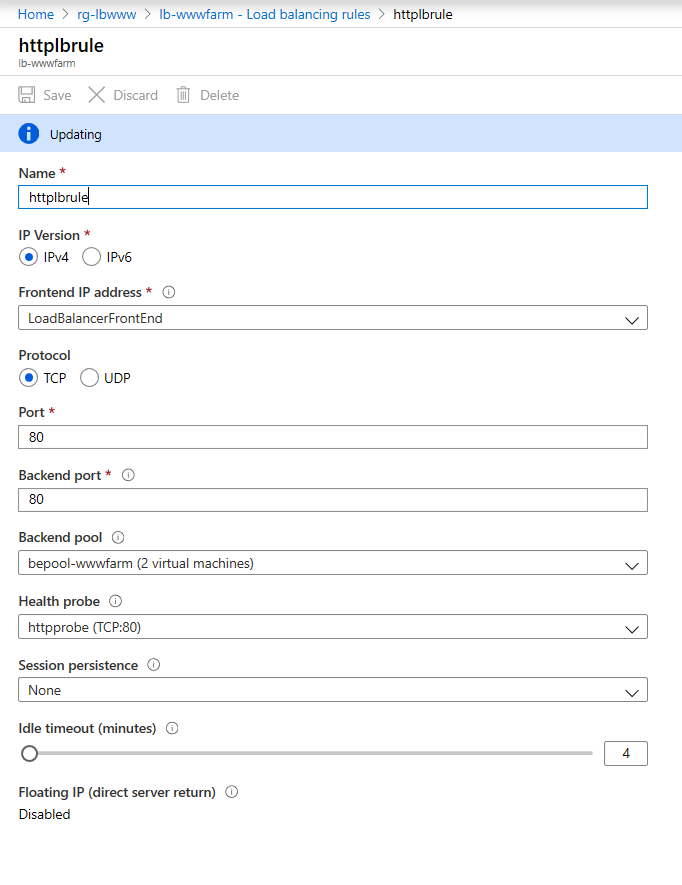 Home > rg-lbwww > lb-wwwfarm - Load balancing rules > httplbrule
httplbrule
lb-wwwfarm
Save Discard Delete
Updating
Name *
httplbrule
IP Version *
IPv4 IPv6
Frontend IP address *
LoadBalancerFrontEnd
Protocol
TCP UDP
Port *
80
Backend port *
80
Backend pool
bepool-wwwfarm (2 virtual machines)
Health probe
httpprobe (TCP:80)
Session persistence
None
Idle timeout (minutes)
4
Floating IP (direct server return)
Disabled